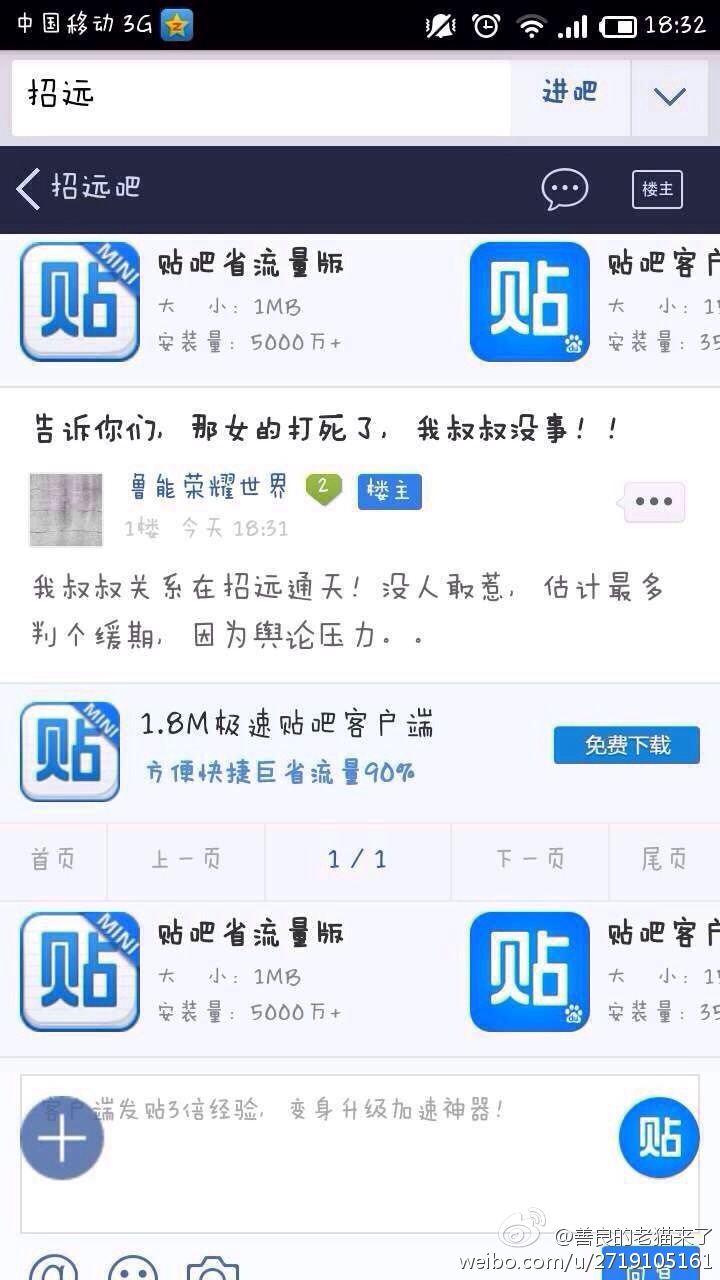 中国移动 3G 18:32
招远 进吧
招远吧 楼主
贴 MINI 贴吧省流量版 贴 贴吧客户
大 小：1MB 大 小：1
安装量：5000万+ 安装量：35
告诉你们，那女的打死了，我叔叔没事！！
鲁能荣耀世界 2 楼主
1楼 今天 18:31
我叔叔关系在招远通天！没人敢惹，估计最多
判个缓期，因为舆论压力。。
贴 MINI 1.8M极速贴吧客户端
免费下载
方便快捷巨省流量90%
首页 上一页 1 / 1 下一页 尾页
贴 MINI 贴吧省流量版 贴 贴吧客户
大 小：1MB 大 小：1
安装量：5000万+ 安装量：35
客户端发贴3倍经验，变身升级加速神器！
贴
@善良的老猫来了
weibo.com/u/2719105161